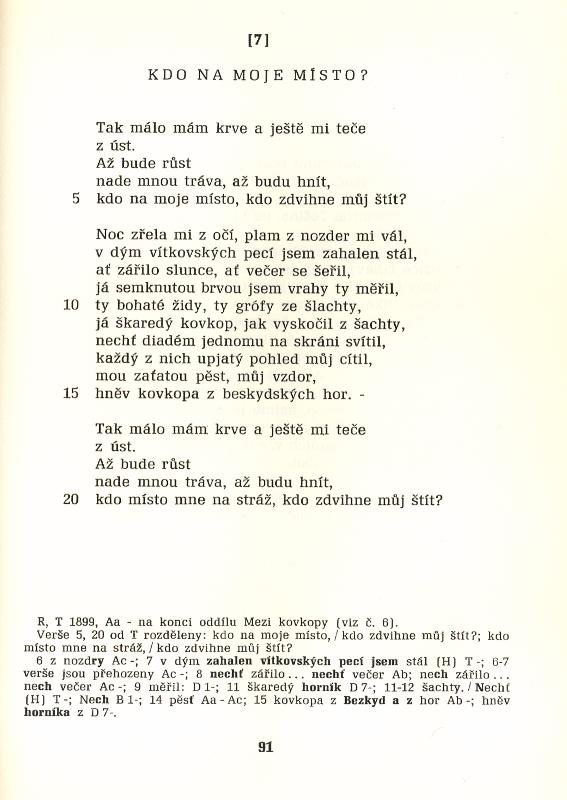 [7]
KDO NA MOJE MÍSTO?
Tak málo mám krve a ještě mi teče
z úst.
Až bude růst
nade mnou tráva, až budu hnít,
5 kdo na moje místo, kdo zdvihne můj štít?
Noc zřela mi z očí, plam z nozder mi vál,
v dým vítkovských pecí jsem zahalen stál,
ať zářilo slunce, ať večer se šeřil,
já semknutou brvou jsem vrahy ty měřil,
10 ty bohaté židy, ty grófy ze šlachty,
já škaredý kovkop, jak vyskočil z šachty,
nechť diadém jednomu na skráni svítil,
každý z nich upjatý pohled můj cítil,
mou zaťatou pěst, můj vzdor,
15 hněv kovkopa z beskydských hor. -
Tak málo mám krve a ještě mi teče
z úst.
Až bude růst
nade mnou tráva, až budu hnít,
20 kdo místo mne na stráž, kdo zdvihne můj štít?
R, T 1899, Aa - na konci oddílu Mezi kovkopy (viz č. 6).
Verše 5, 20 od T rozděleny: kdo na moje místo, / kdo zdvihne můj štít?; kdo
místo mne na stráž, / kdo zdvihne můj štít?
6 z nozdry Ac -; 7 v dým zahalen vítkovských pecí jsem stál (H) T -; 6-7
verše jsou přehozeny Ac -; 8 nechť zářilo... nechť večer Ab; nech zářilo...
nech večer Ac -; 9 měřil: D 1-; 11 škaredý horník D 7-; 11-12 šachty. / Nechť
(H) T -; Nech B 1-; 14 pěsť Aa - Ac; 15 kovkopa z Bezkyd a z hor Ab -; hněv
horníka z D 7-.
91